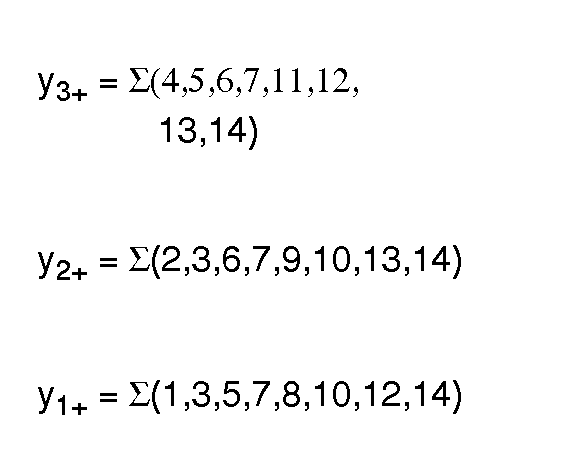 y3+ = Σ(4,5,6,7,11,12,
13,14)
y2+ = Σ(2,3,6,7,9,10,13,14)
y1+ = Σ(1,3,5,7,8,10,12,14)